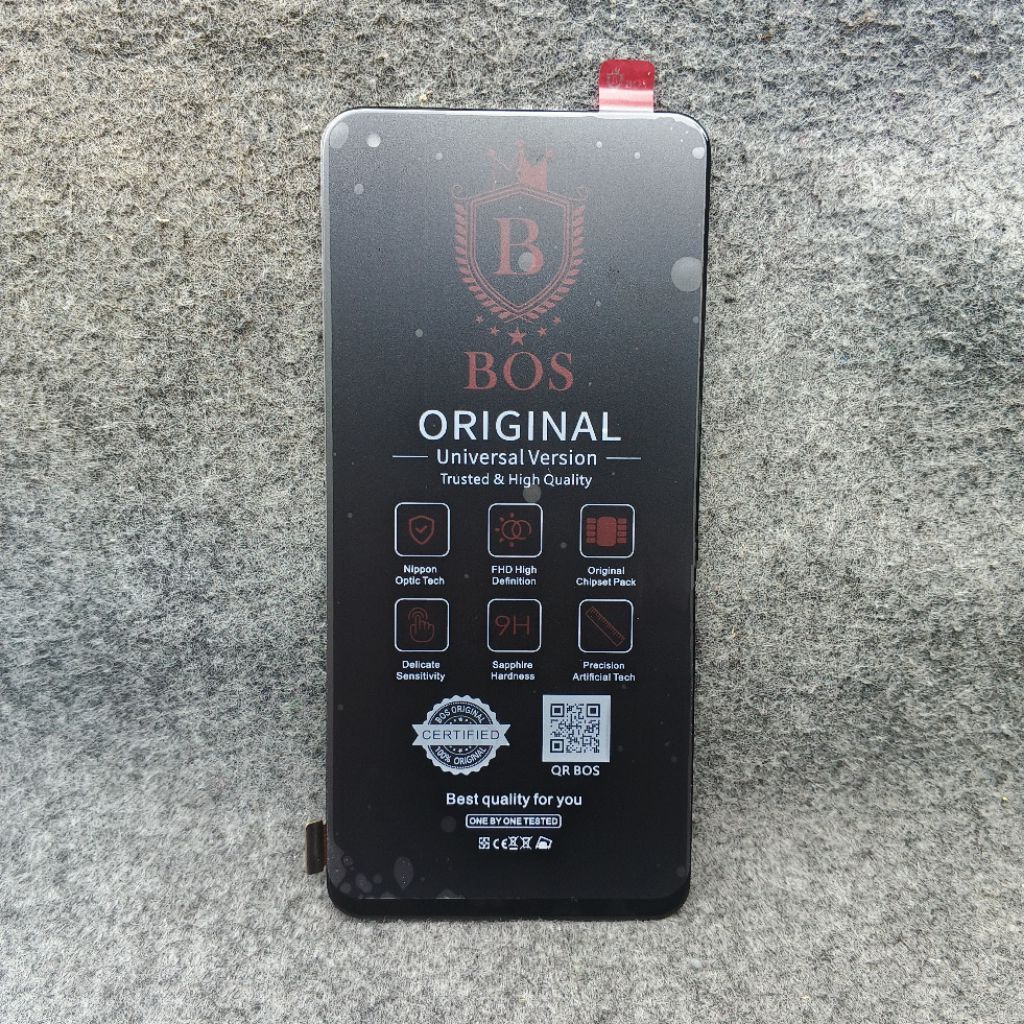 B
BOS
ORIGINAL
Universal Version
Trusted & High Quality
Nippon
Optic Tech
FHD High
Definition
Original
Chipset Pack
9H
Delicate
Sensitivity
Sapphire
Hardness
Precision
Artificial Tech
BOS ORIGINAL
CERTIFIED
100% ORIGINAL
QR BOS
Best quality for you
ONE BY ONE TESTED
CE